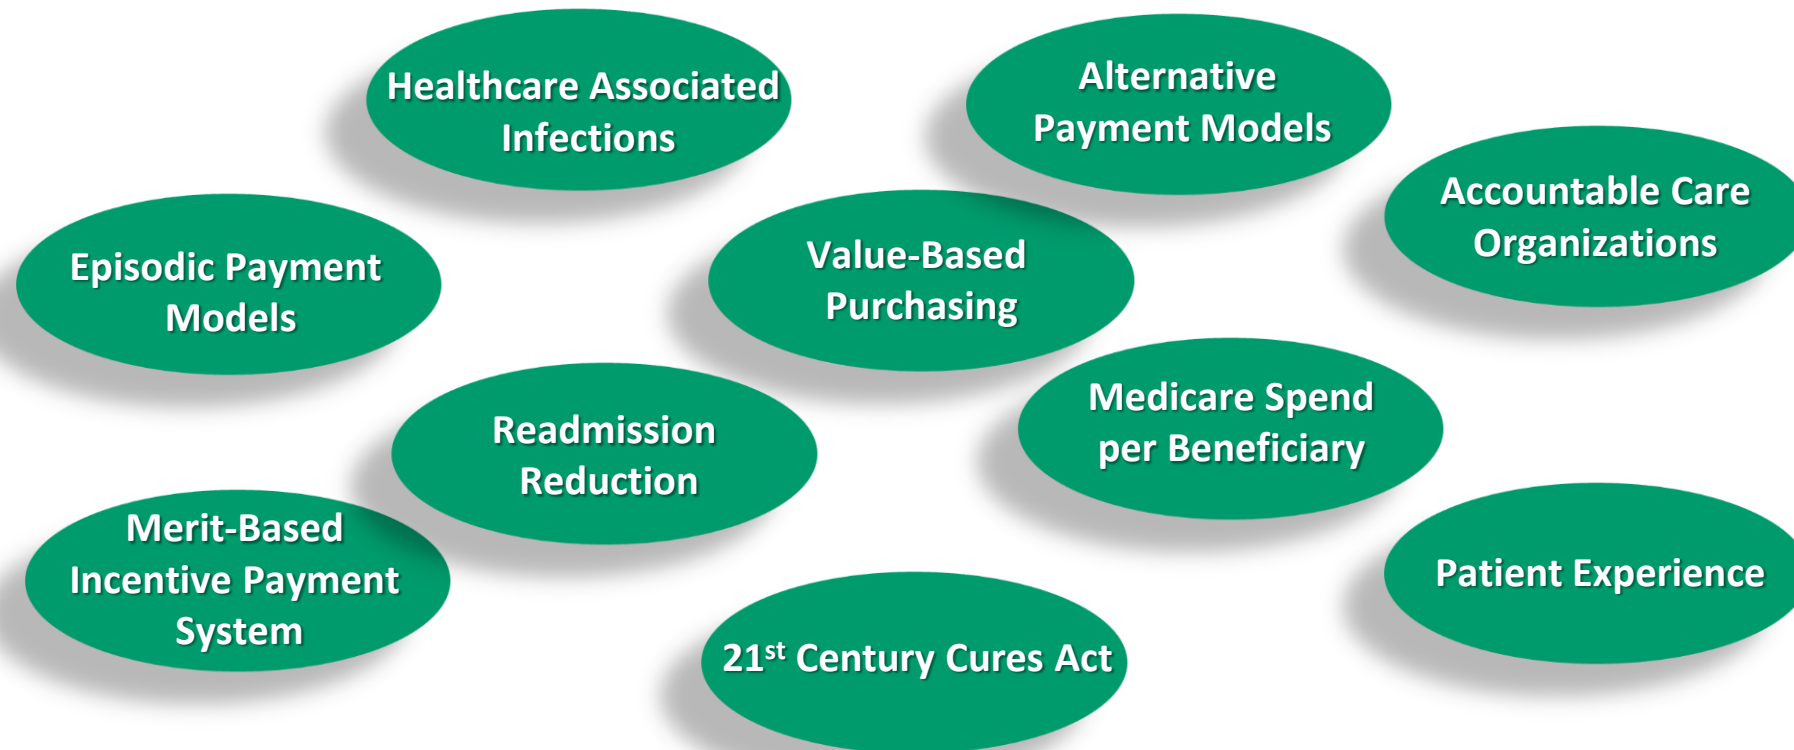 Healthcare Associated
Infections
Alternative
Payment Models
Accountable Care
Organizations
Episodic Payment
Models
Value-Based
Purchasing
Medicare Spend
per Beneficiary
Readmission
Reduction
Merit-Based
Incentive Payment
System
Patient Experience
21st Century Cures Act